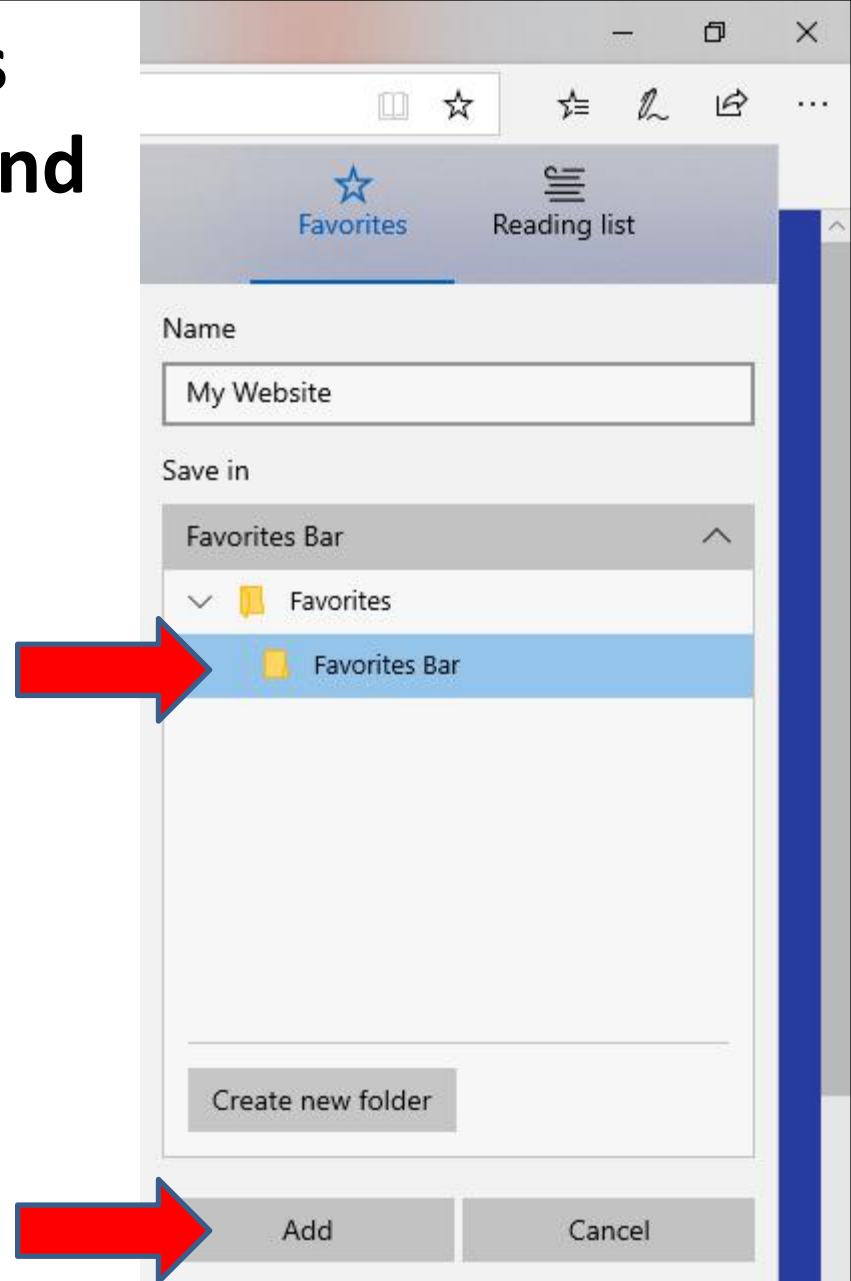 s
nd
Favorites Reading list
Name
My Website
Save in
Favorites Bar
Favorites
Favorites Bar
Create new folder
Add Cancel